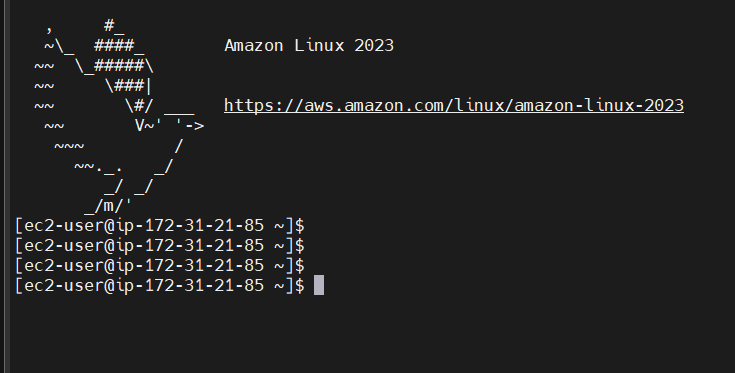 ,     #_
   ~\_  ####_        Amazon Linux 2023
  ~~  \_#####\
  ~~     \###|
  ~~       \#/ ___   https://aws.amazon.com/linux/amazon-linux-2023
   ~~       V~' '->
    ~~~         /
      ~~._.   _/
         _/ _/
       _/m/'
[ec2-user@ip-172-31-21-85 ~]$
[ec2-user@ip-172-31-21-85 ~]$
[ec2-user@ip-172-31-21-85 ~]$
[ec2-user@ip-172-31-21-85 ~]$